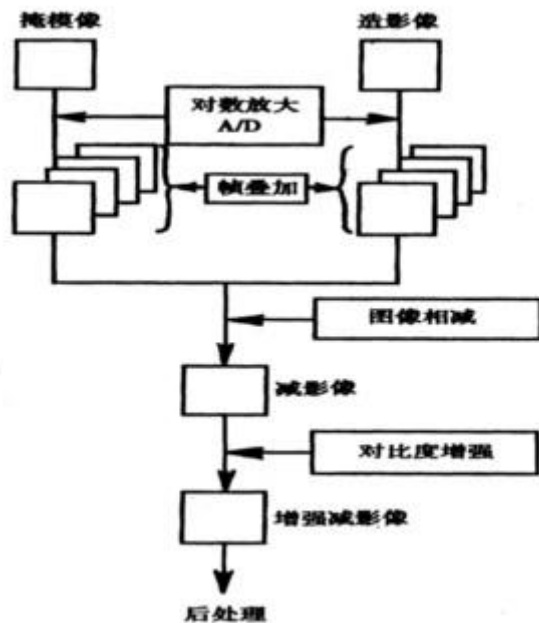 掩模像
造影像
对数放大
A/D
帧叠加
图像相减
减影像
对比度增强
增强减影像
后处理